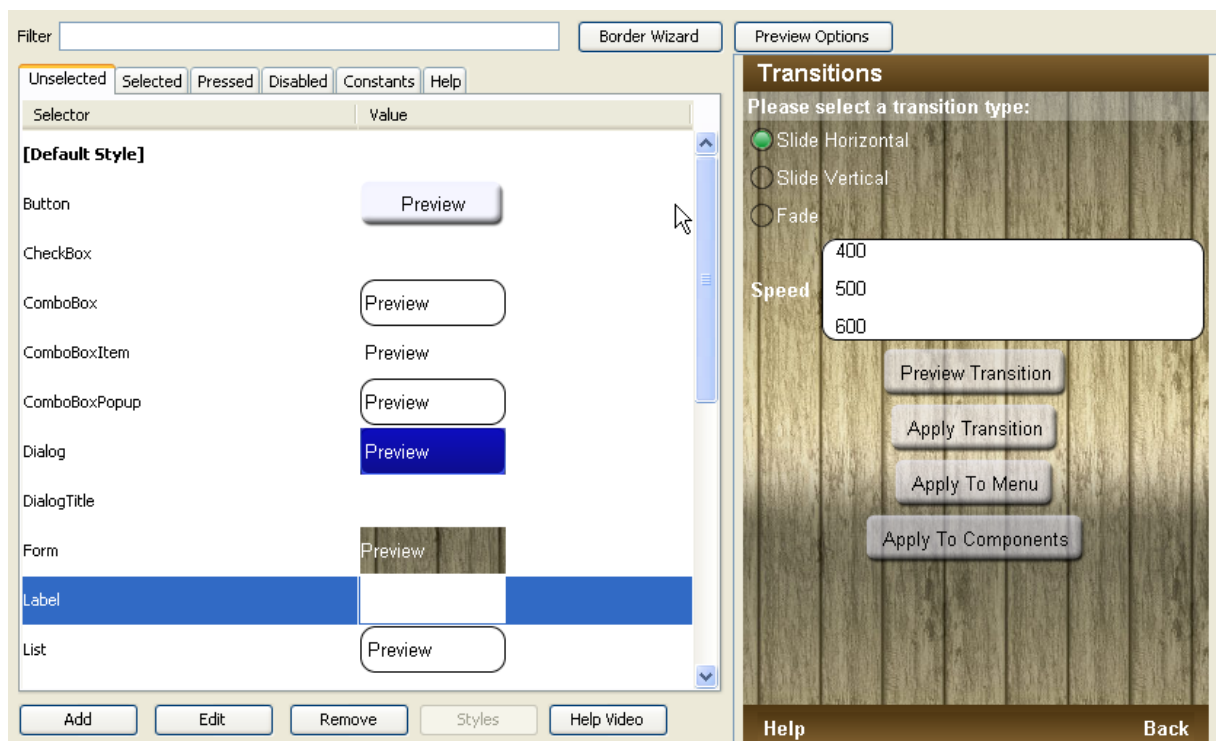 Filter
Border Wizard
Preview Options
Unselected Selected Pressed Disabled Constants Help
Selector Value
[Default Style]
Button Preview
CheckBox
ComboBox Preview
ComboBoxItem Preview
ComboBoxPopup Preview
Dialog Preview
DialogTitle
Form Preview
Label
List Preview
Add Edit Remove Styles Help Video
Transitions
Please select a transition type:
Slide Horizontal
Slide Vertical
Fade
Speed
400
500
600
Preview Transition
Apply Transition
Apply To Menu
Apply To Components
Help Back